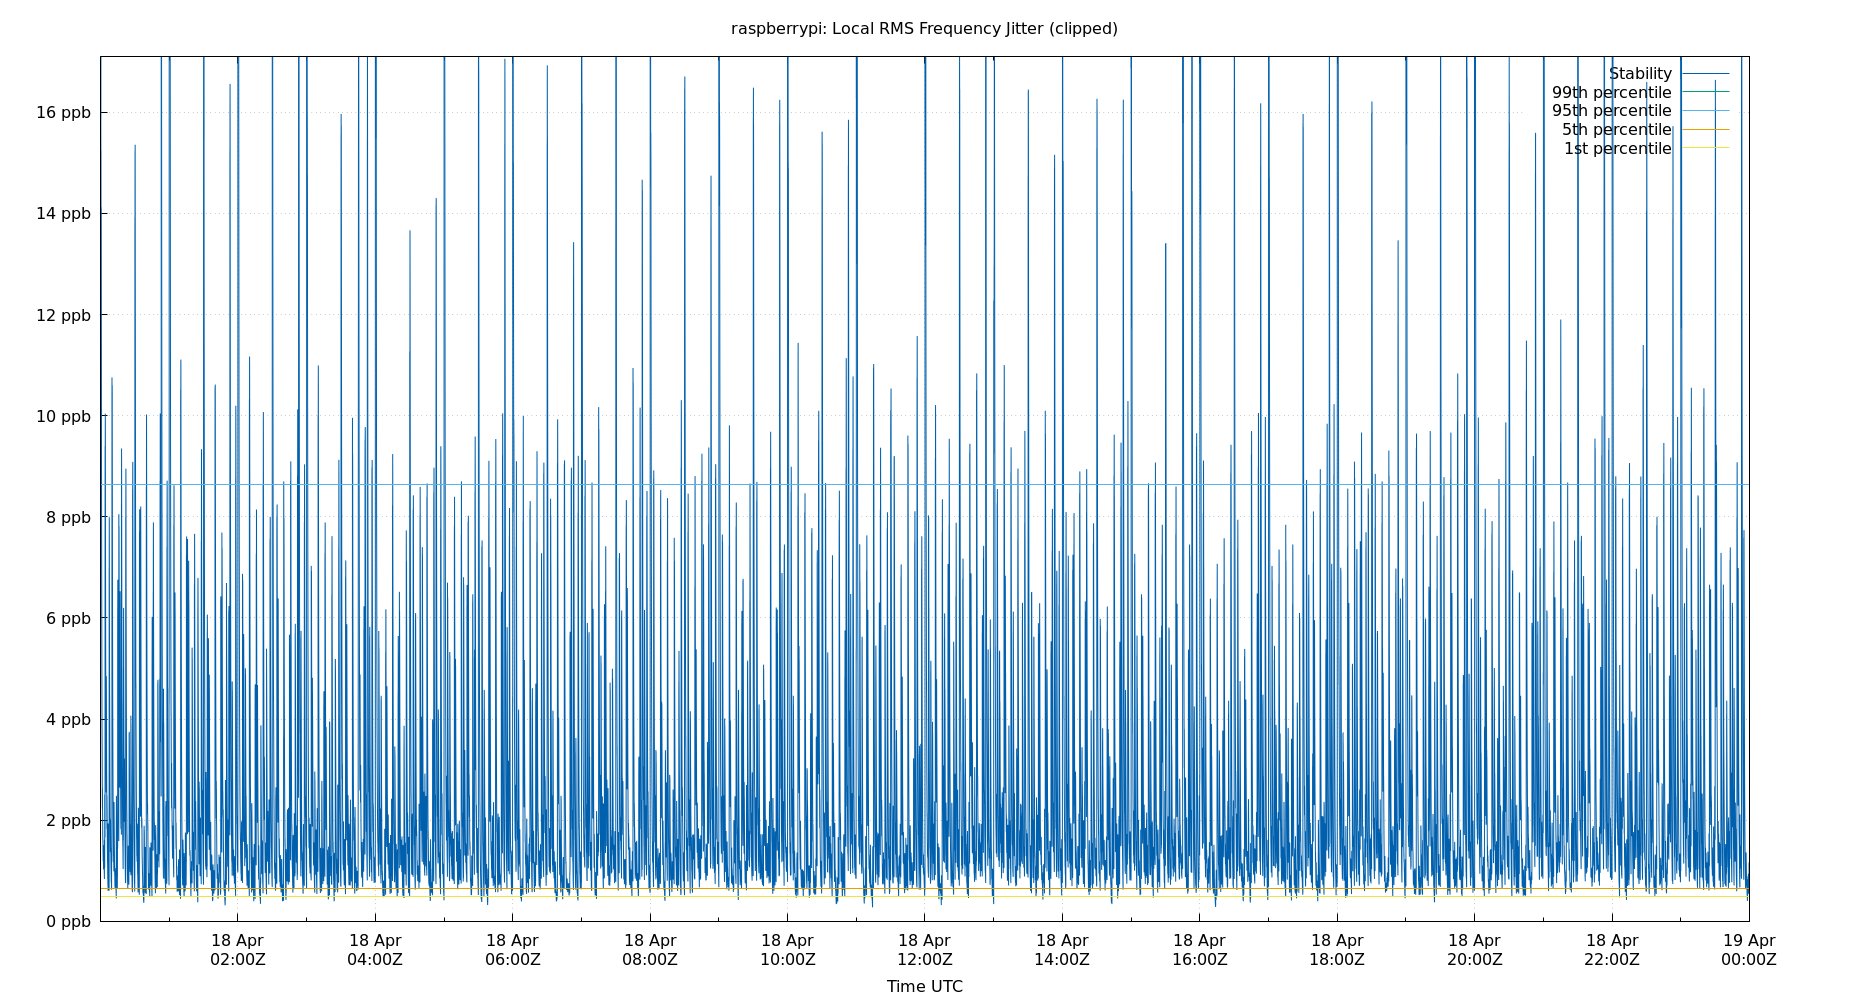 raspberrypi: Local RMS Frequency Jitter (clipped)
Stability
99th percentile
95th percentile
5th percentile
1st percentile
16 ppb
14 ppb
12 ppb
10 ppb
8 ppb
6 ppb
4 ppb
2 ppb
0 ppb
18 Apr 18 Apr 18 Apr 18 Apr 18 Apr 18 Apr 18 Apr 18 Apr 18 Apr 18 Apr 18 Apr 19 Apr
02:00Z 04:00Z 06:00Z 08:00Z 10:00Z 12:00Z 14:00Z 16:00Z 18:00Z 20:00Z 22:00Z 00:00Z
Time UTC